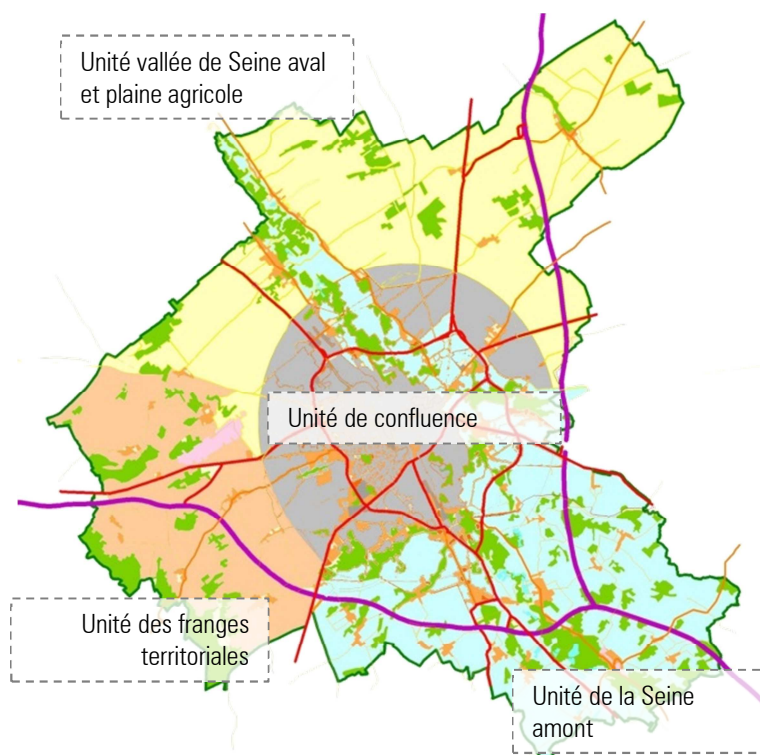 Unité vallée de Seine aval
et plaine agricole
Unité de confluence
Unité des franges
territoriales
Unité de la Seine
amont